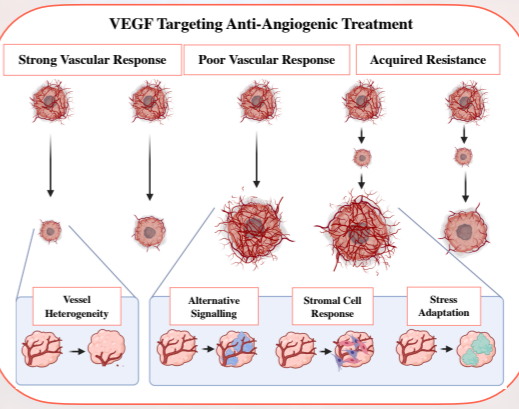 VEGF Targeting Anti-Angiogenic Treatment
Strong Vascular Response
Poor Vascular Response
Acquired Resistance
Vessel
Heterogeneity
Alternative
Signalling
Stromal Cell
Response
Stress
Adaptation